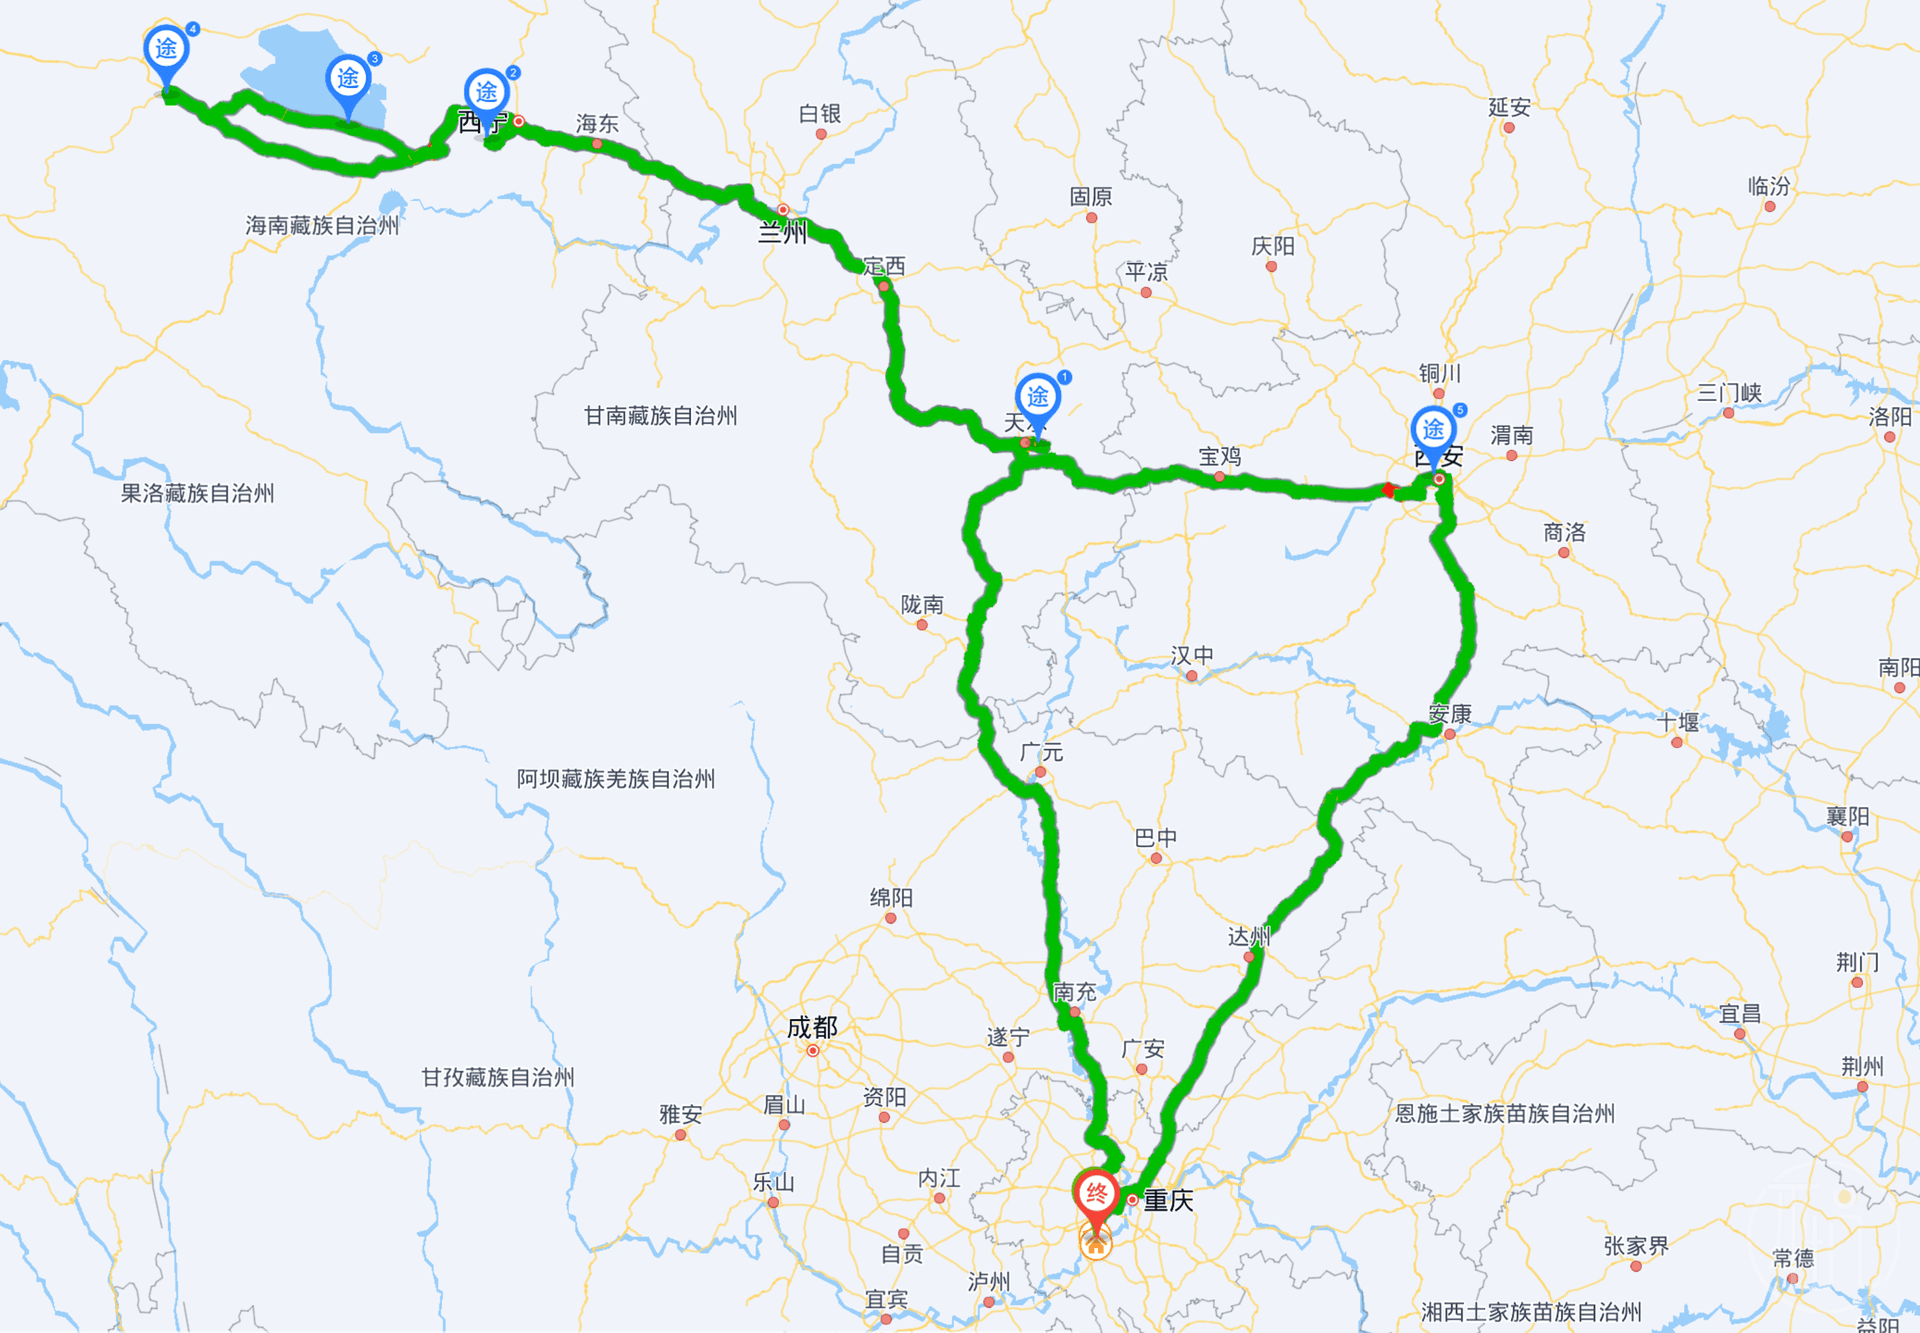 途 4
途 3
途 2
西宁
海东
白银
延安
临汾
固原
海南藏族自治州
兰州
庆阳
平凉
定西
铜川
三门峡
途 1
途 5
甘南藏族自治州
天水
洛阳
渭南
西安
宝鸡
果洛藏族自治州
商洛
陇南
汉中
南阳
安康
十堰
广元
阿坝藏族羌族自治州
襄阳
巴中
绵阳
达州
荆门
南充
宜昌
成都
遂宁
广安
荆州
甘孜藏族自治州
资阳
眉山
雅安
恩施土家族苗族自治州
内江
乐山
终
重庆
自贡
张家界
常德
泸州
宜宾
湘西土家族苗族自治州
益阳